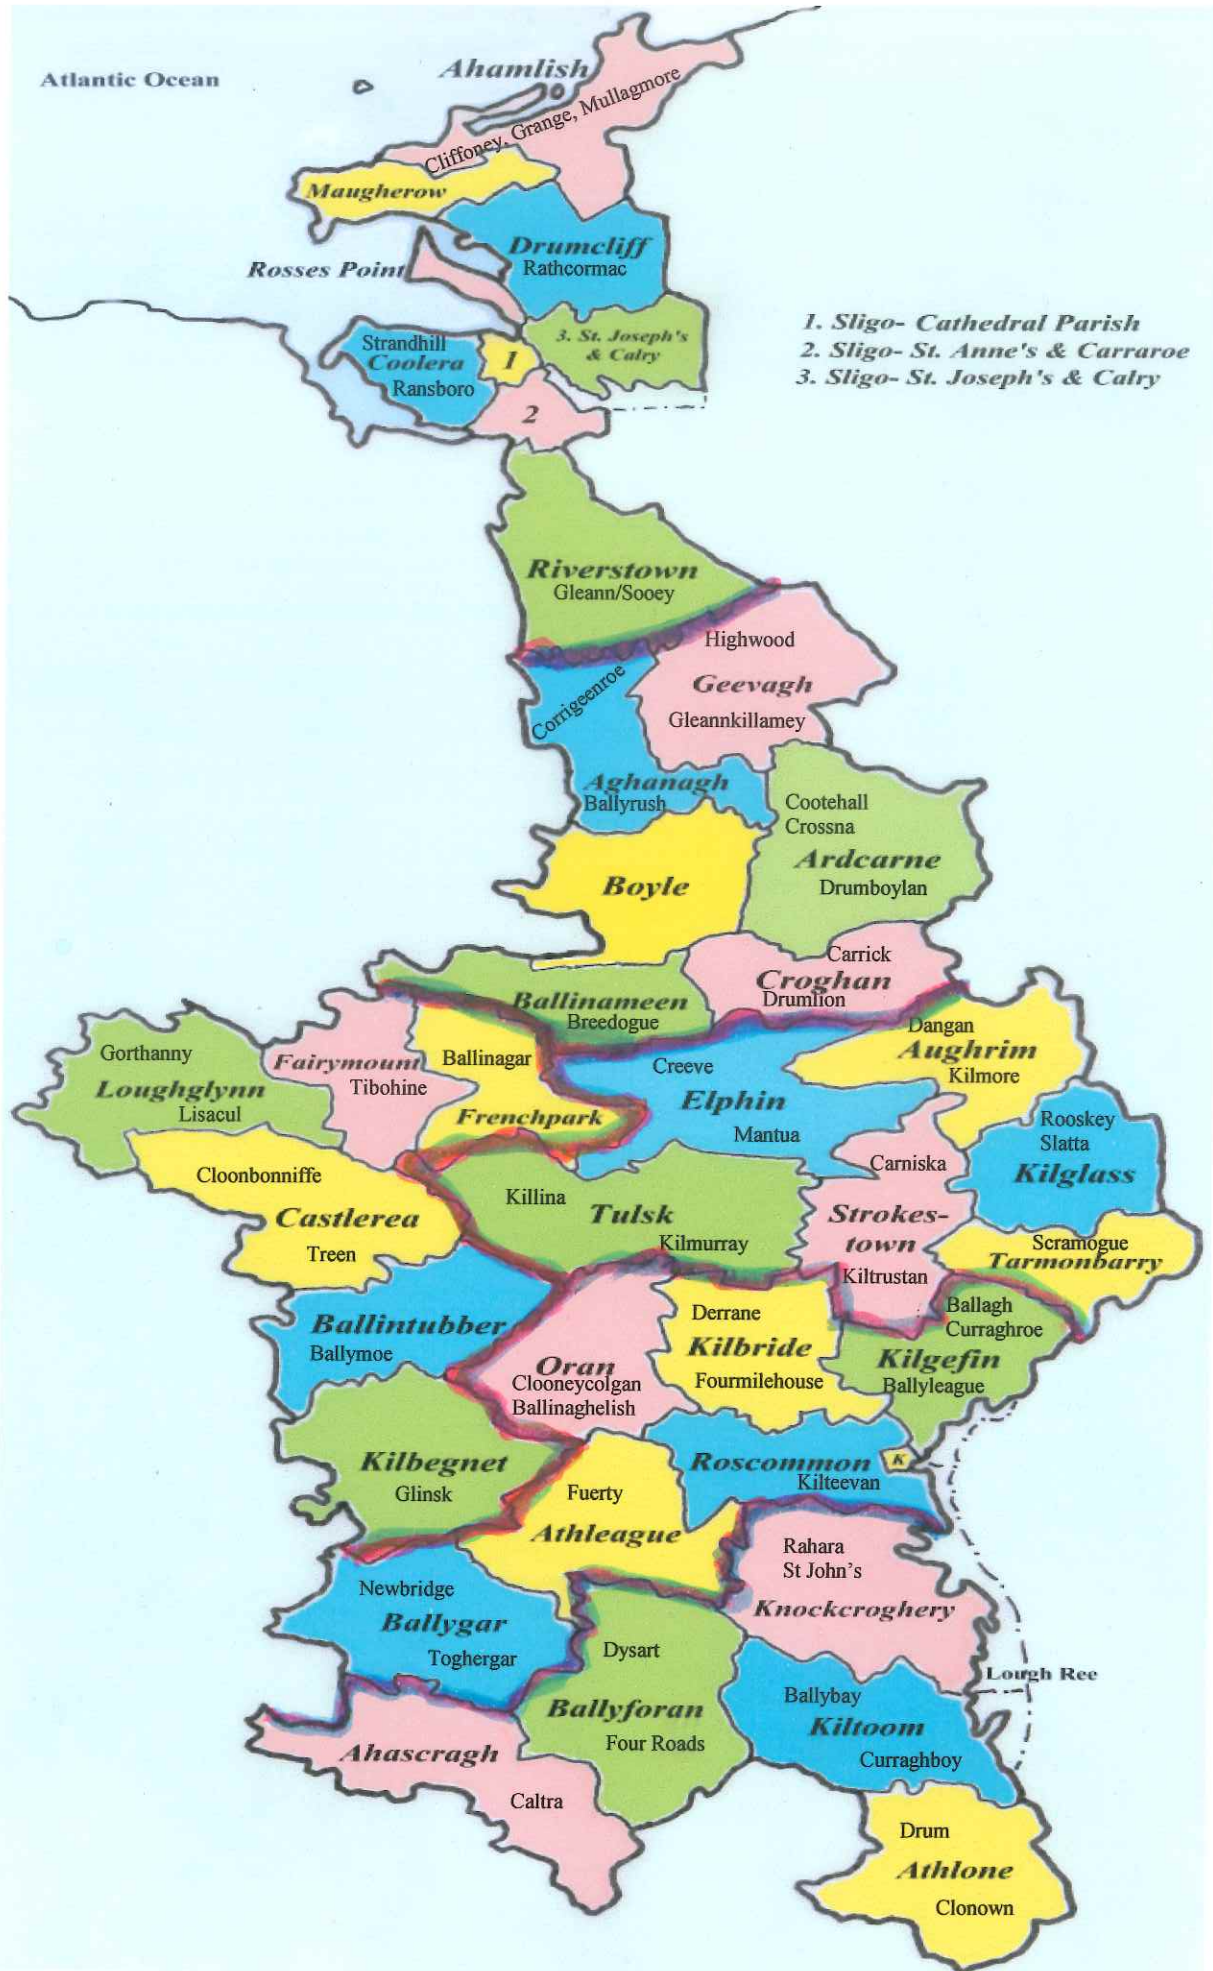 Atlantic Ocean
Ahamlish
Cliffoney, Grange, Mullagmore
Maugherow
Drumcliff
Rathcormac
Rosses Point
1. Sligo- Cathedral Parish
2. Sligo- St. Anne's & Carraroe
3. Sligo- St. Joseph's & Calry
3. St. Joseph's
& Calry
Strandhill
Coolera
Ransboro
1
2
Riverstown
Gleann/Sooey
Highwood
Geevagh
Gleannkillamey
Corrigeenroe
Aghanagh
Ballyrush
Cootehall
Crossna
Ardcarne
Drumboylan
Boyle
Carrick
Croghan
Drumlion
Ballinameen
Breedogue
Dangan
Aughrim
Kilmore
Gorthanny
Loughglynn
Lisacul
Fairymount
Tibohine
Ballinagar
Frenchpark
Creeve
Elphin
Mantua
Rooskey
Slatta
Kilglass
Carniska
Strokes-
town
Kiltrustan
Cloonbonniffe
Castlerea
Treen
Killina
Tulsk
Kilmurray
Scramogue
Tarmonbarry
Ballintubber
Ballymoe
Oran
Clooneycolgan
Ballinaghelish
Derrane
Kilbride
Fourmilehouse
Ballagh
Curraghroe
Kilgefin
Ballyleague
Kilbegnet
Glinsk
Fuerty
Athleague
Roscommon
K
Kilteevan
Rahara
St John's
Knockcroghery
Newbridge
Ballygar
Toghergar
Dysart
Ballyforan
Four Roads
Lough Ree
Ballybay
Kiltoom
Curraghboy
Ahascragh
Caltra
Drum
Athlone
Clonown